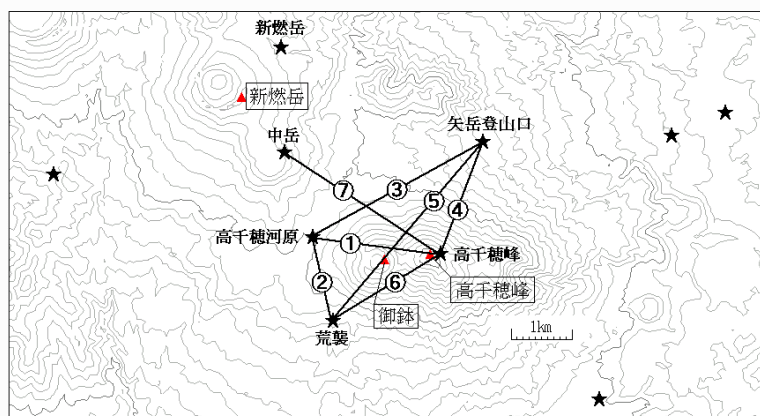 新燃岳
新燃岳
中岳
矢岳登山口
⑦
③
⑤
④
高千穂河原
①
高千穂峰
②
⑥
高千穂峰
御鉢
荒襲
1km